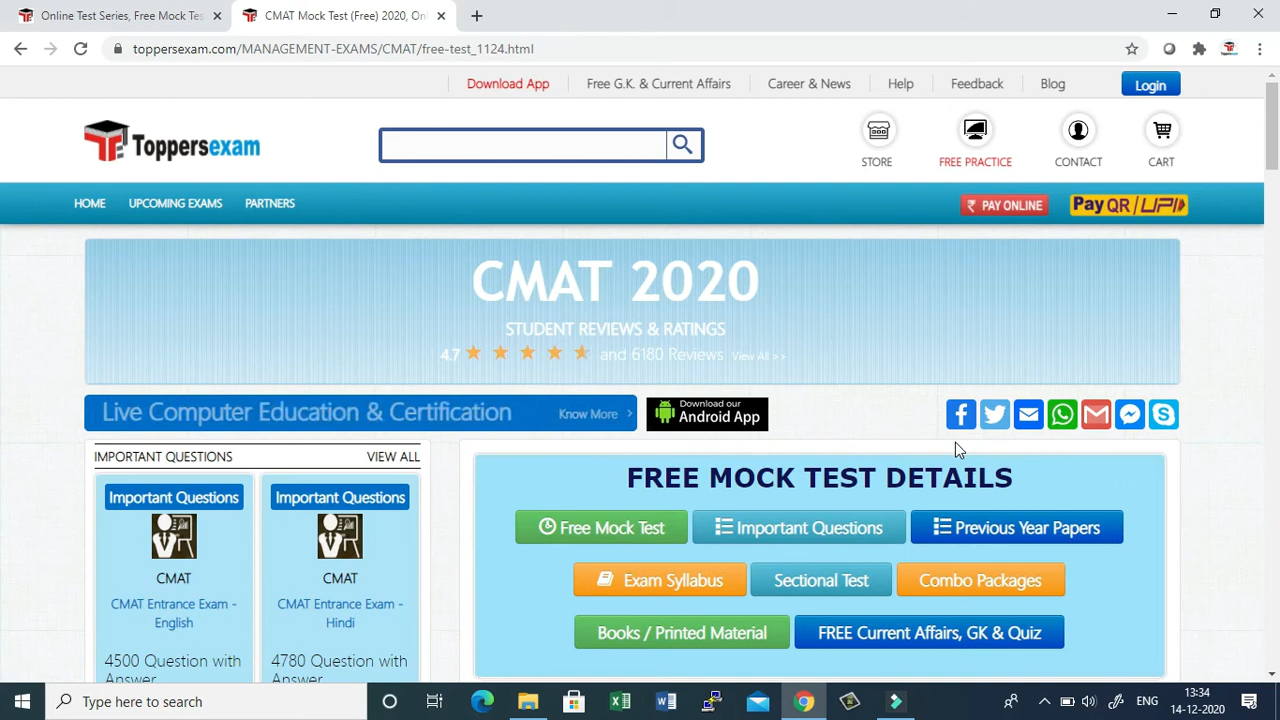 Online Test Series, Free Mock Tes
CMAT Mock Test (Free) 2020, Onl
toppersexam.com/MANAGEMENT-EXAMS/CMAT/free-test_1124.html
Download App
Free G.K. & Current Affairs
Career & News
Help
Feedback
Blog
Login
Toppersexam
STORE
FREE PRACTICE
CONTACT
CART
HOME
UPCOMING EXAMS
PARTNERS
₹ PAY ONLINE
Pay QR/UPI
CMAT 2020
STUDENT REVIEWS & RATINGS
4.7 and 6180 Reviews View All >>
Live Computer Education & Certification
Know More >
Download our
Android App
IMPORTANT QUESTIONS
VIEW ALL
Important Questions
CMAT
CMAT Entrance Exam -
English
4500 Question with
Answer
Important Questions
CMAT
CMAT Entrance Exam -
Hindi
4780 Question with
Answer
FREE MOCK TEST DETAILS
Free Mock Test
Important Questions
Previous Year Papers
Exam Syllabus
Sectional Test
Combo Packages
Books / Printed Material
FREE Current Affairs, GK & Quiz
Type here to search
ENG
13:34
14-12-2020